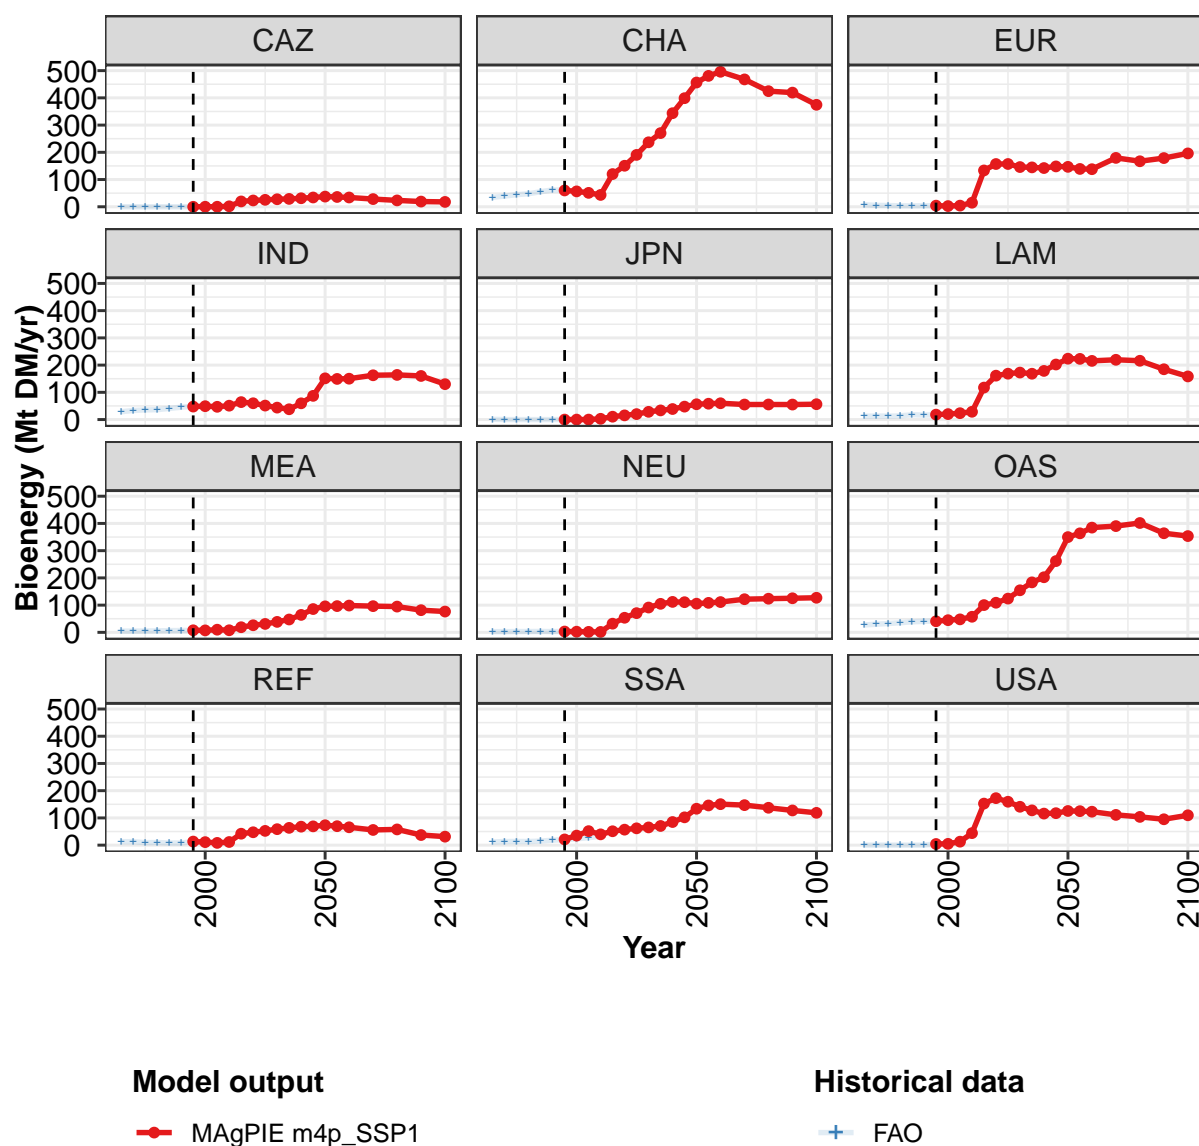 CAZ CHA EUR
500
400
300
200
100
0
IND JPN LAM
500
400
300
200
100
0
MEA NEU OAS
500
400
300
200
100
0
REF SSA USA
500
400
300
200
100
0
2000 2050 2100 2000 2050 2100 2000 2050 2100
Bioenergy (Mt DM/yr)
Year
Model output Historical data
MAgPIE m4p_SSP1 FAO